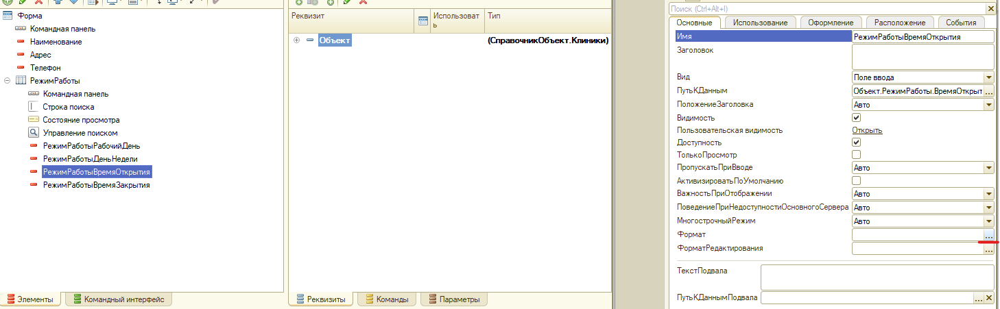 Форма
Командная панель
Наименование
Адрес
Телефон
РежимРаботы
Командная панель
Строка поиска
Состояние просмотра
Управление поиском
РежимРаботыРабочийДень
РежимРаботыДеньНедели
РежимРаботыВремяОткрытия
РежимРаботыВремяЗакрытия
Элементы
Командный интерфейс
Реквизит
Использовать
Тип
Объект
(СправочникОбъект.Клиники)
Реквизиты
Команды
Параметры
Поиск (Ctrl+Alt+I)
Основные
Использование
Оформление
Расположение
События
Имя РежимРаботыВремяОткрытия
Заголовок
Вид Поле ввода
ПутьКДанным Объект.РежимРаботы.ВремяОткрыт ...
ПоложениеЗаголовка Авто
Видимость
Пользовательская видимость Открыть
Доступность
ТолькоПросмотр
ПропускатьПриВводе Авто
АктивизироватьПоУмолчанию
ВажностьПриОтображении Авто
ПоведениеПриНедоступностиОсновногоСервера Авто
МногострочныйРежим Авто
Формат ...
ФорматРедактирования ...
ТекстПодвала
ПутьКДаннымПодвала ...